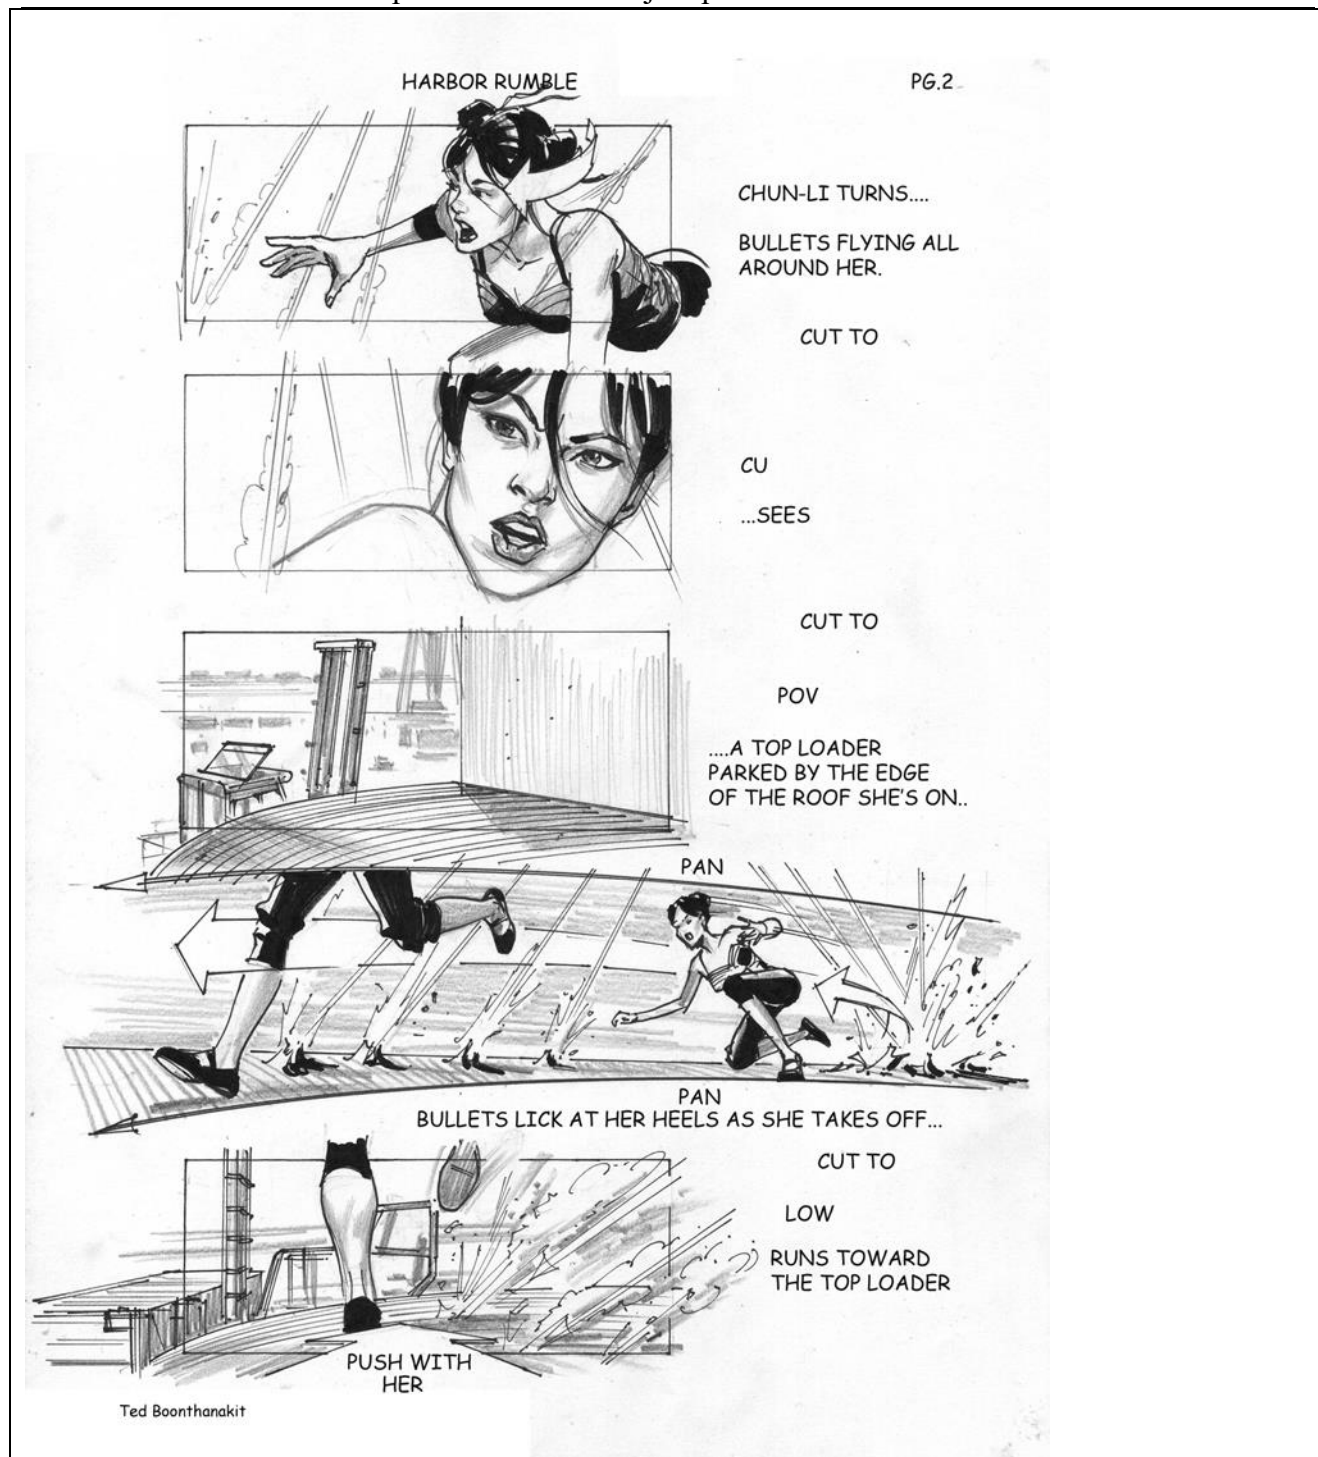 HARBOR RUMBLE
PG.2
CHUN-LI TURNS....
BULLETS FLYING ALL
AROUND HER.
CUT TO
CU
...SEES
CUT TO
POV
....A TOP LOADER
PARKED BY THE EDGE
OF THE ROOF SHE'S ON..
PAN
PAN
BULLETS LICK AT HER HEELS AS SHE TAKES OFF...
CUT TO
LOW
RUNS TOWARD
THE TOP LOADER
PUSH WITH
HER
Ted Boonthanakit